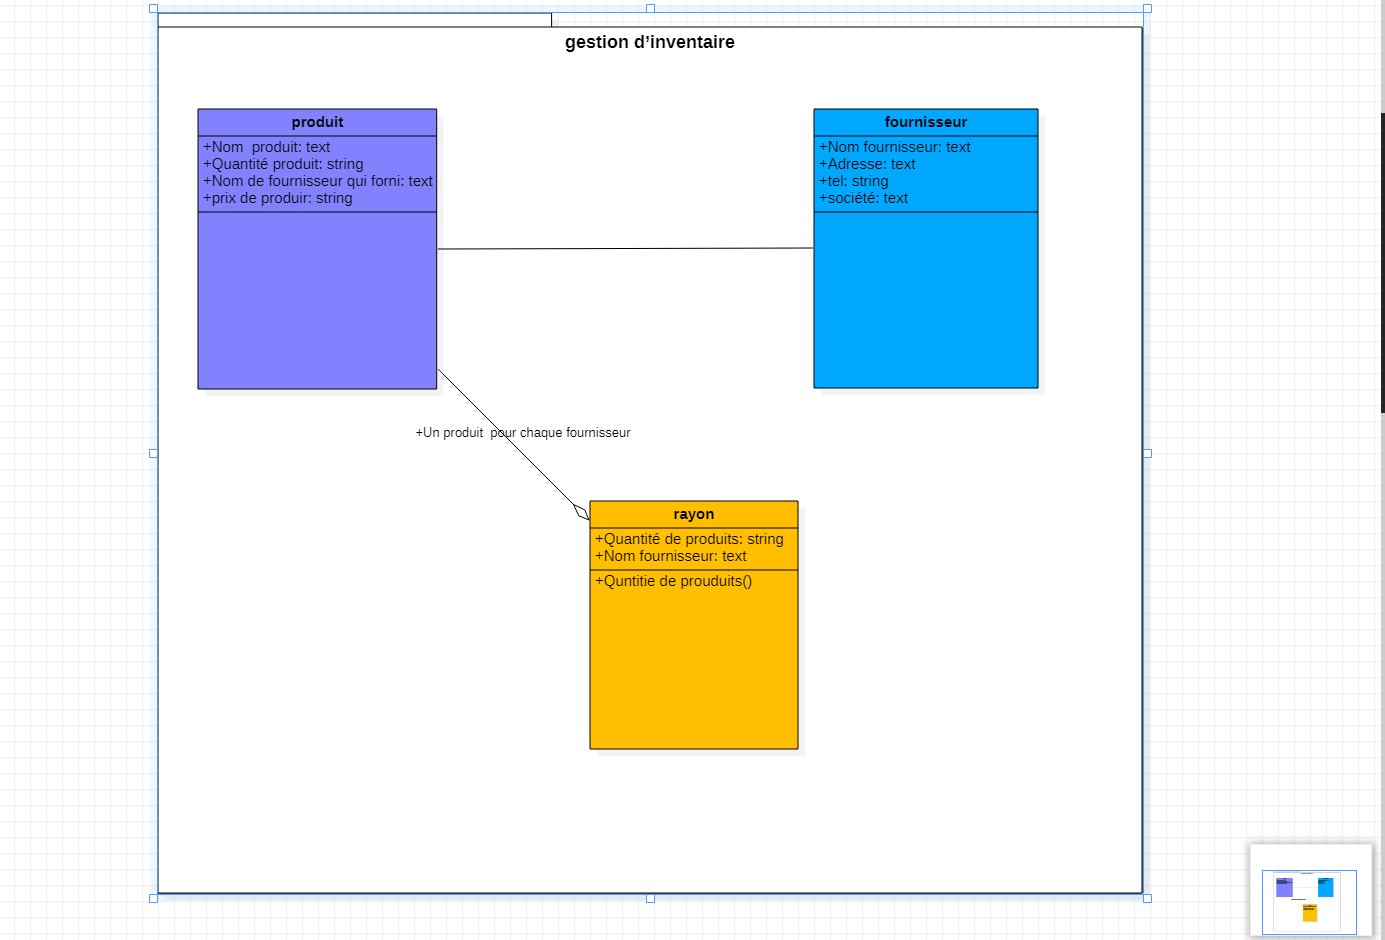 gestion d’inventaire
produit
+Nom  produit: text
+Quantité produit: string
+Nom de fournisseur qui forni: text
+prix de produir: string
fournisseur
+Nom fournisseur: text
+Adresse: text
+tel: string
+société: text
+Un produit  pour chaque fournisseur
rayon
+Quantité de produits: string
+Nom fournisseur: text
+Quntitie de prouduits()